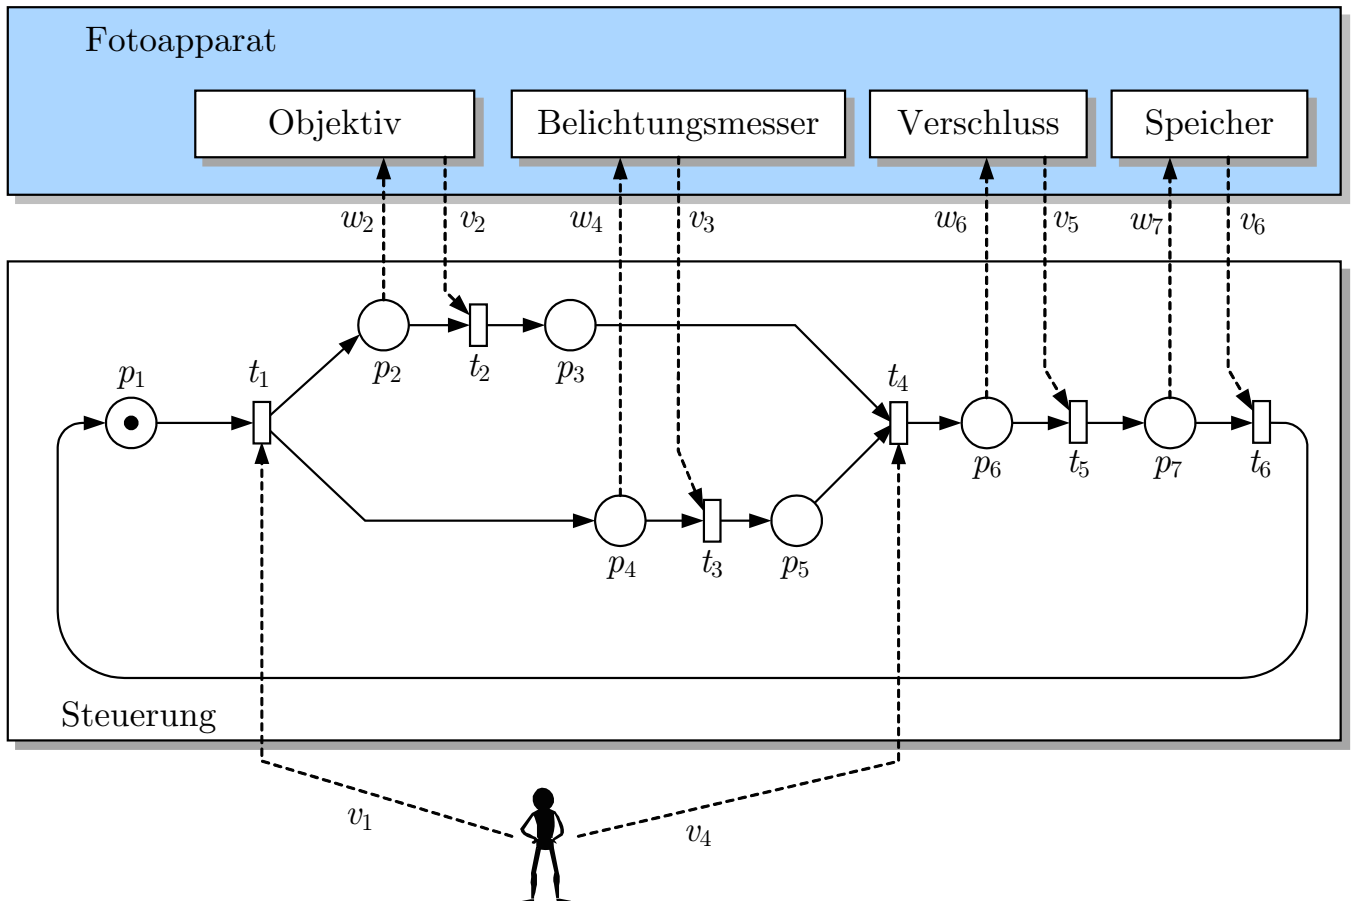 Fotoapparat
Objektiv Belichtungsmesser Verschluss Speicher
w2 v2 w4 v3 w6 v5 w7 v6
p2 t2 p3
p1 t1 t4
p6 t5 p7 t6
p4 t3 p5
Steuerung
v1 v4